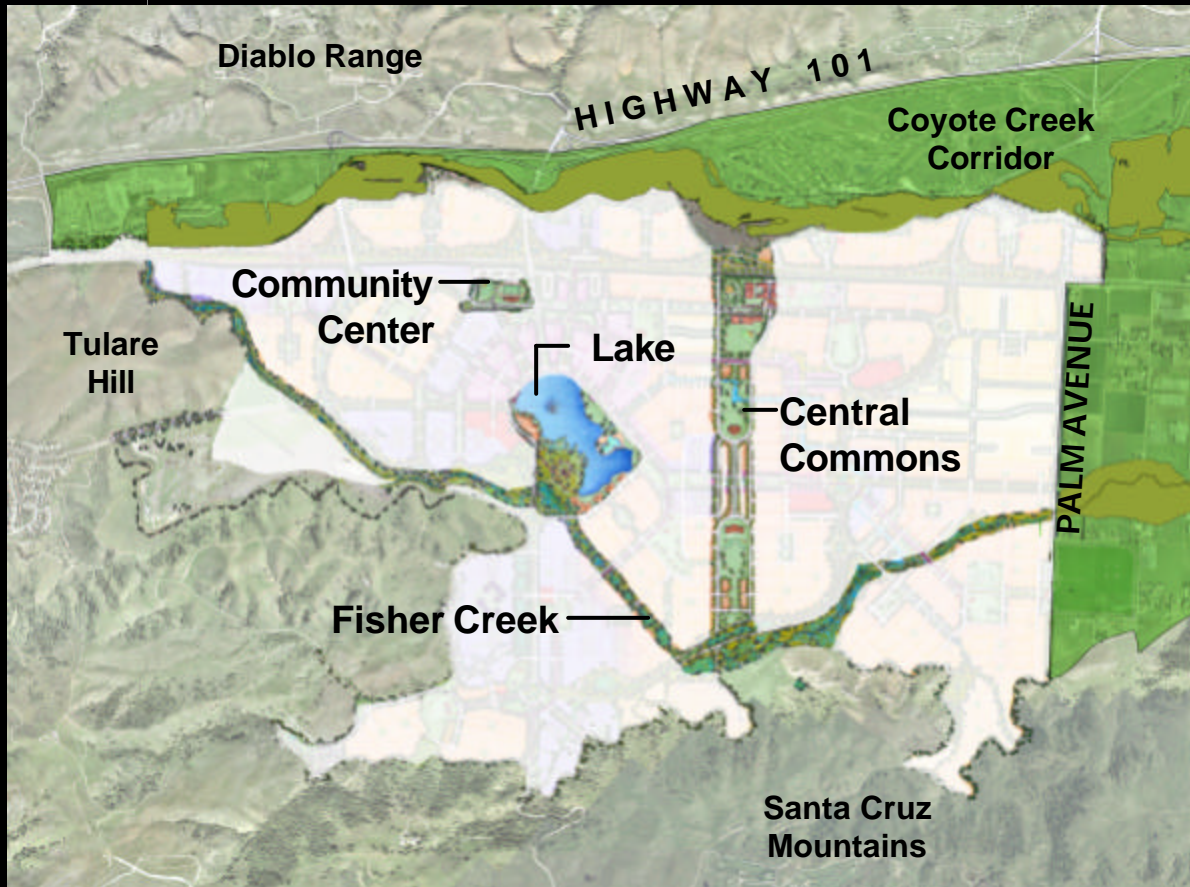 Diablo Range
HIGHWAY 101
Coyote Creek
Corridor
Community
Center
Tulare
Hill
Lake
PALM AVENUE
Central
Commons
Fisher Creek
Santa Cruz
Mountains